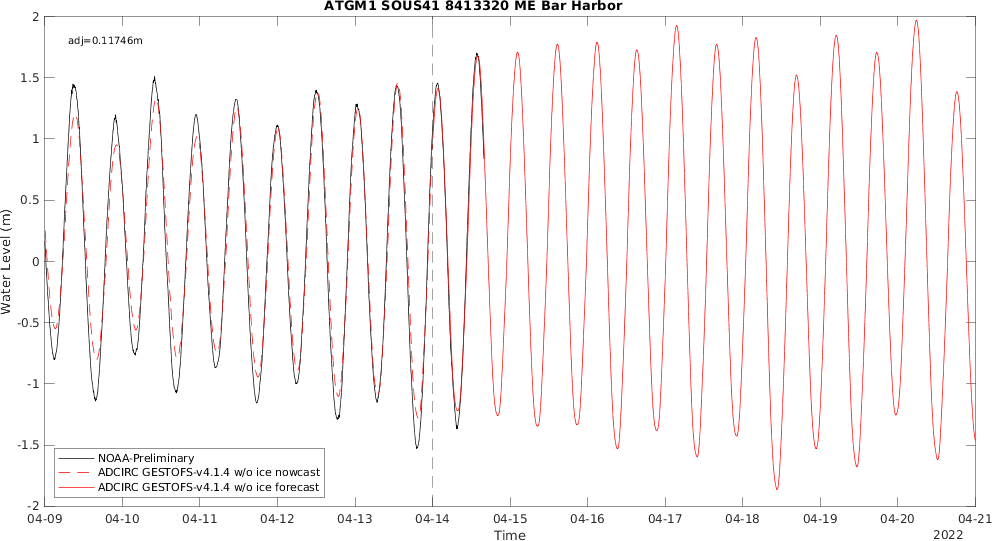 ATGM1 SOUS41 8413320 ME Bar Harbor
adj=0.11746m
2
1.5
1
0.5
0
-0.5
-1
-1.5
-2
Water Level (m)
NOAA-Preliminary
ADCIRC GESTOFS-v4.1.4 w/o ice nowcast
ADCIRC GESTOFS-v4.1.4 w/o ice forecast
04-09 04-10 04-11 04-12 04-13 04-14 04-15 04-16 04-17 04-18 04-19 04-20 04-21
Time
2022